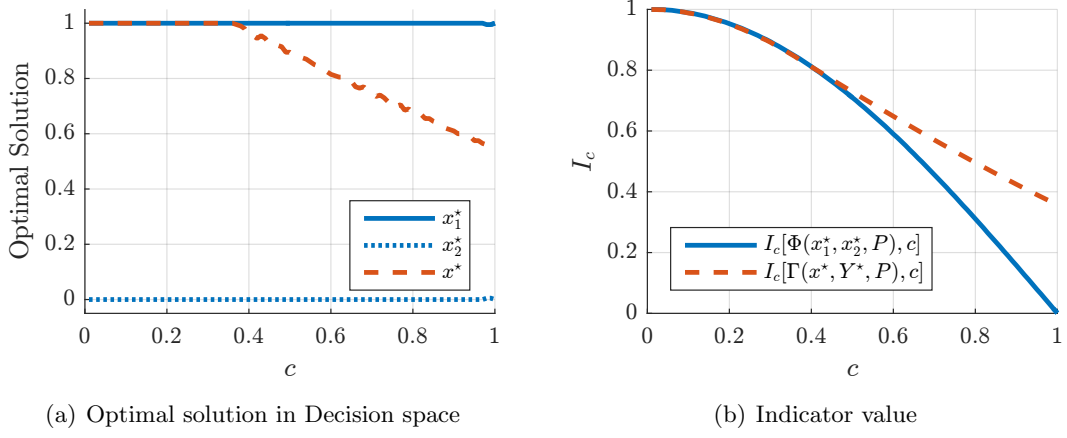 1
0.8
0.6
0.4
0.2
0
Optimal Solution
0 0.2 0.4 0.6 0.8 1
c
x₁⋆
x₂⋆
x⋆
(a) Optimal solution in Decision space
1
0.8
0.6
0.4
0.2
0
I_c
0 0.2 0.4 0.6 0.8 1
c
I_c[Φ(x₁⋆, x₂⋆, P), c]
I_c[Γ(x⋆, Y⋆, P), c]
(b) Indicator value